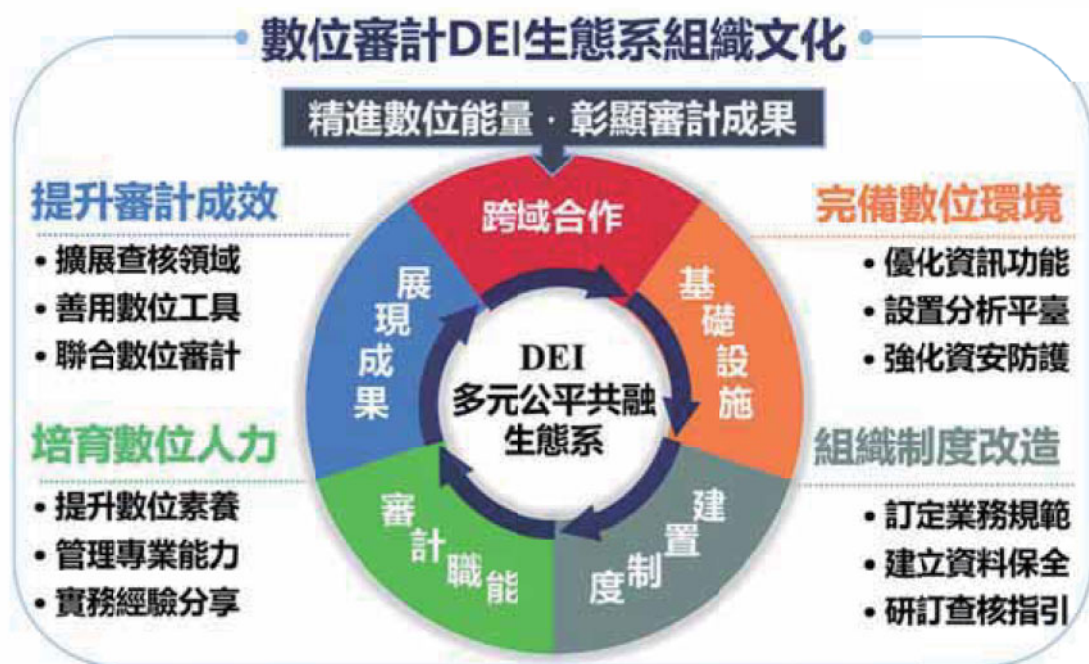 數位審計DEI生態系組織文化
精進數位能量．彰顯審計成果
提升審計成效
• 擴展查核領域
• 善用數位工具
• 聯合數位審計
培育數位人力
• 提升數位素養
• 管理專業能力
• 實務經驗分享
跨域合作
基礎設施
建置制度
審計職能
展現成果
DEI
多元公平共融
生態系
完備數位環境
• 優化資訊功能
• 設置分析平臺
• 強化資安防護
組織制度改造
• 訂定業務規範
• 建立資料保全
• 研訂查核指引